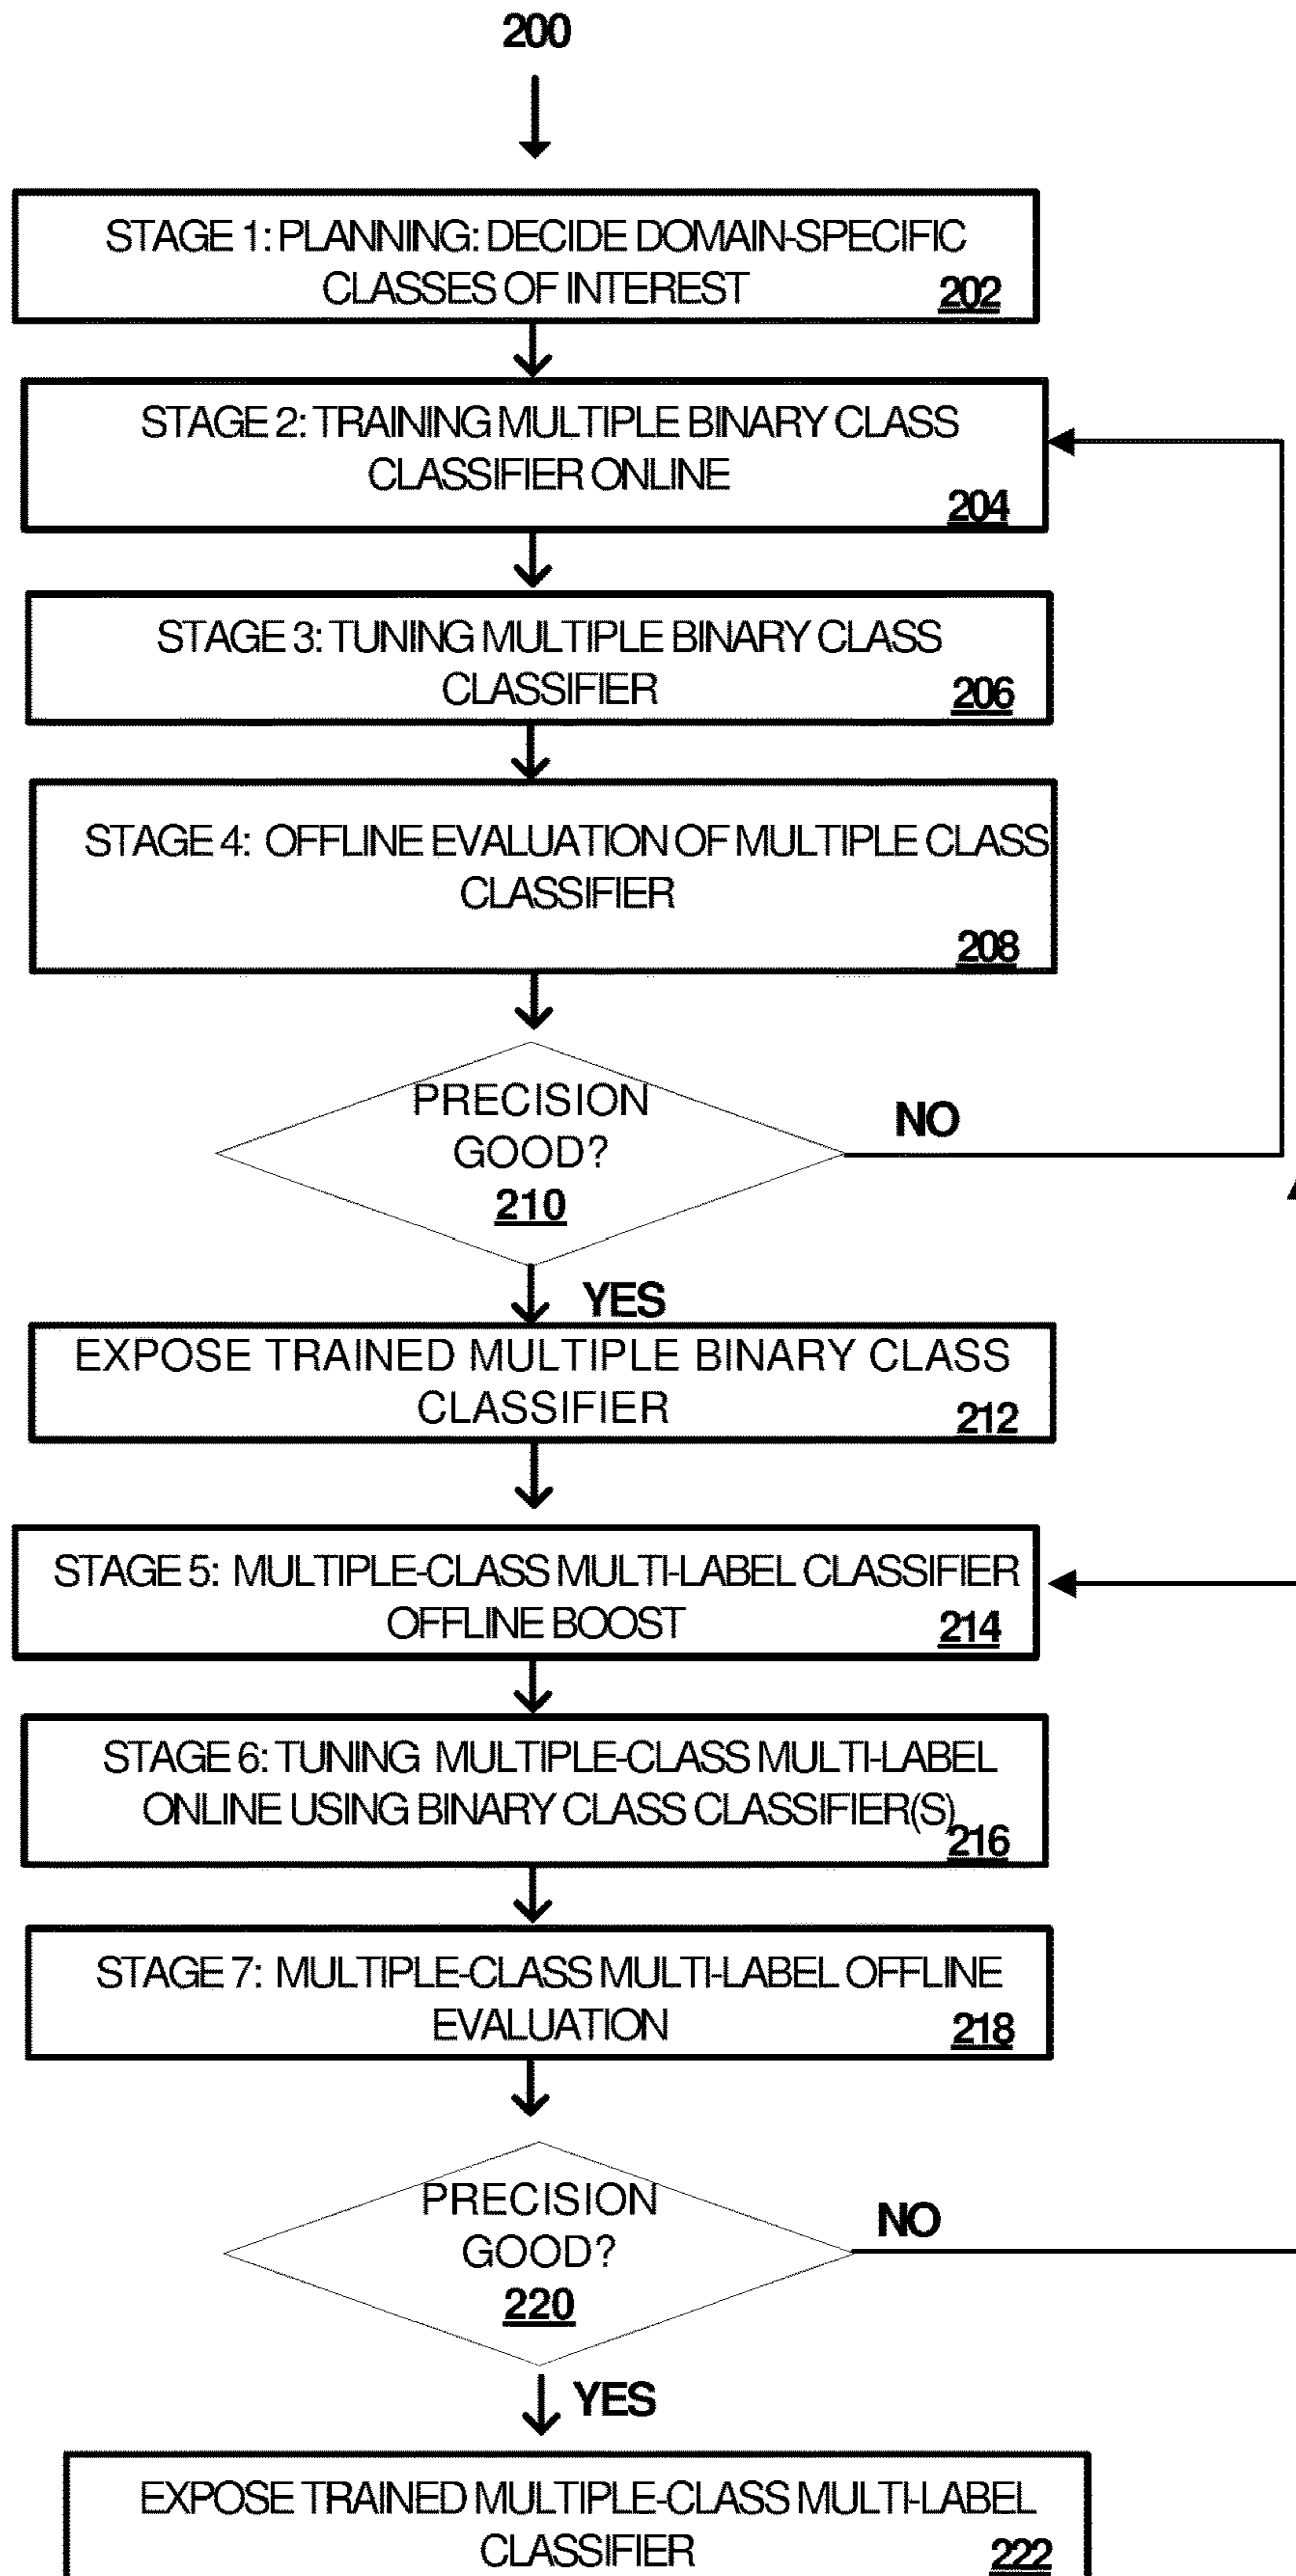 200
STAGE 1: PLANNING: DECIDE DOMAIN-SPECIFIC
CLASSES OF INTEREST
202
STAGE 2: TRAINING MULTIPLE BINARY CLASS
CLASSIFIER ONLINE
204
STAGE 3: TUNING MULTIPLE BINARY CLASS
CLASSIFIER
206
STAGE 4: OFFLINE EVALUATION OF MULTIPLE CLASS
CLASSIFIER
208
PRECISION
GOOD?
210
NO
YES
EXPOSE TRAINED MULTIPLE BINARY CLASS
CLASSIFIER
212
STAGE 5: MULTIPLE-CLASS MULTI-LABEL CLASSIFIER
OFFLINE BOOST
214
STAGE 6: TUNING MULTIPLE-CLASS MULTI-LABEL
ONLINE USING BINARY CLASS CLASSIFIER(S)
216
STAGE 7: MULTIPLE-CLASS MULTI-LABEL OFFLINE
EVALUATION
218
PRECISION
GOOD?
220
NO
YES
EXPOSE TRAINED MULTIPLE-CLASS MULTI-LABEL
CLASSIFIER
222